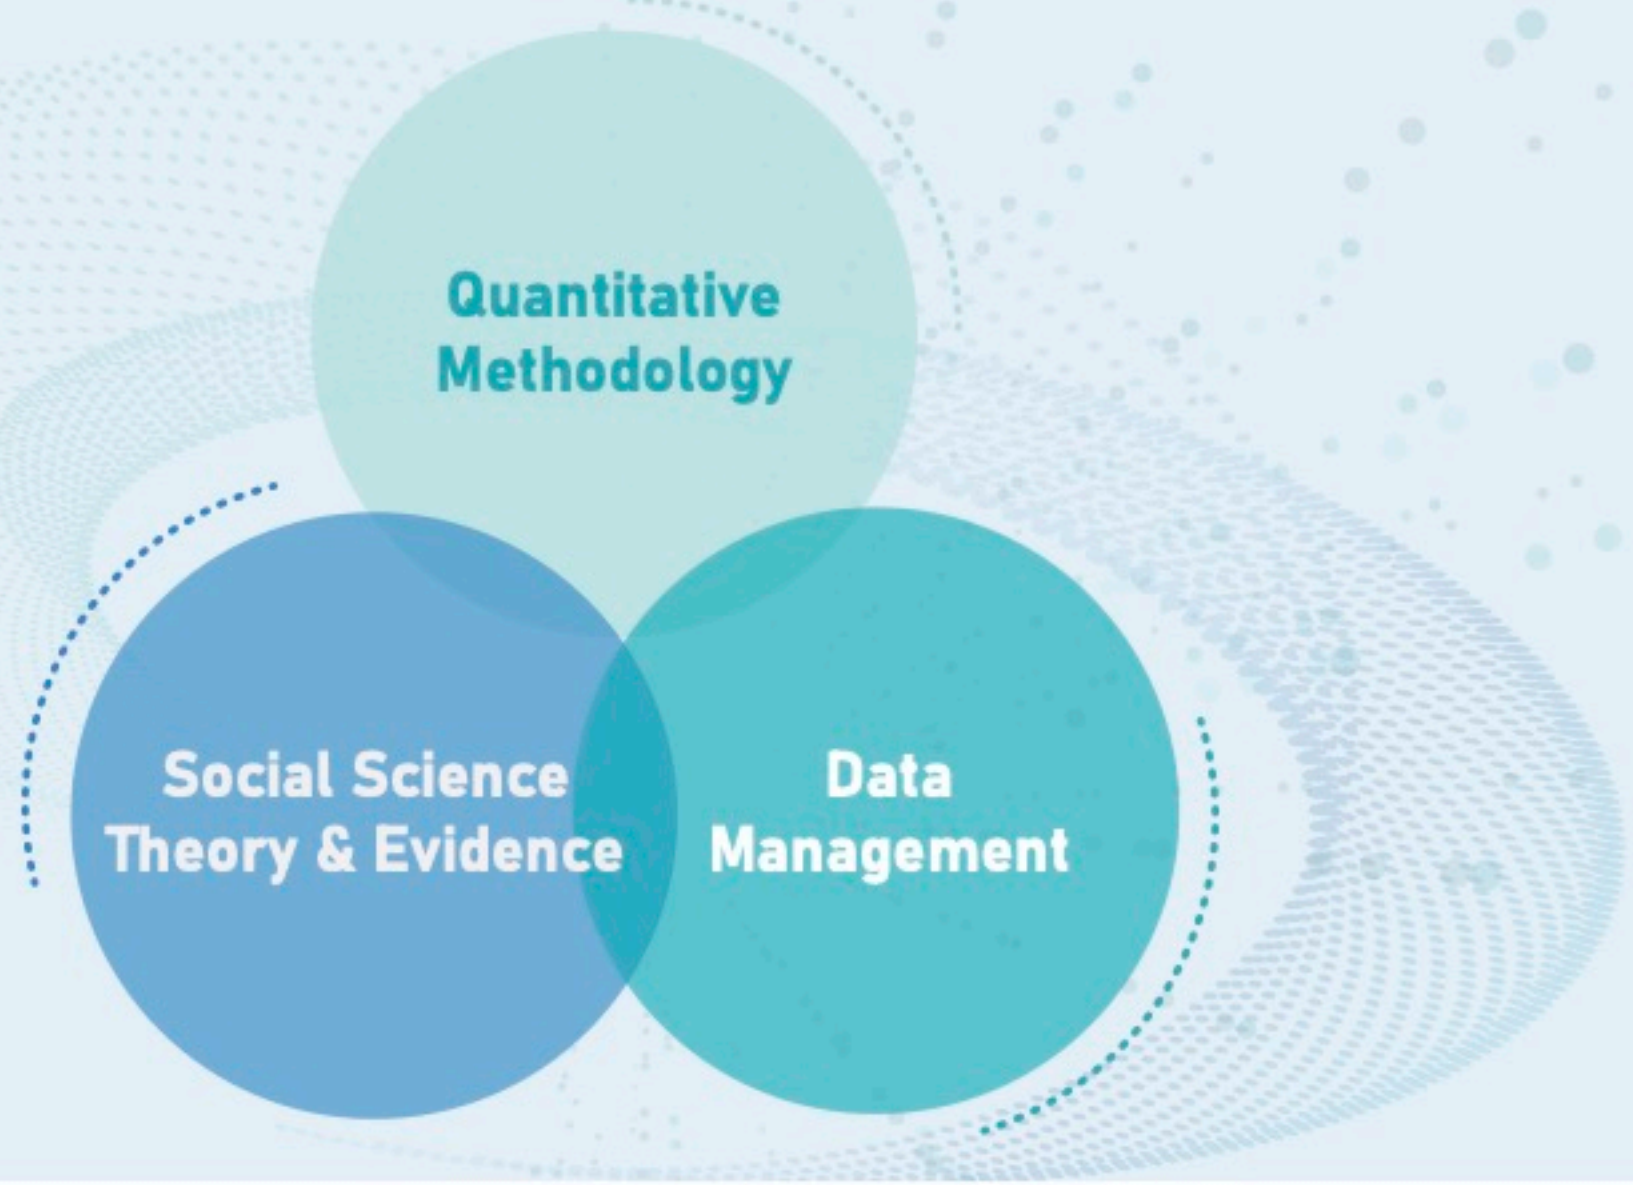 Quantitative
Methodology
Social Science
Theory & Evidence
Data
Management